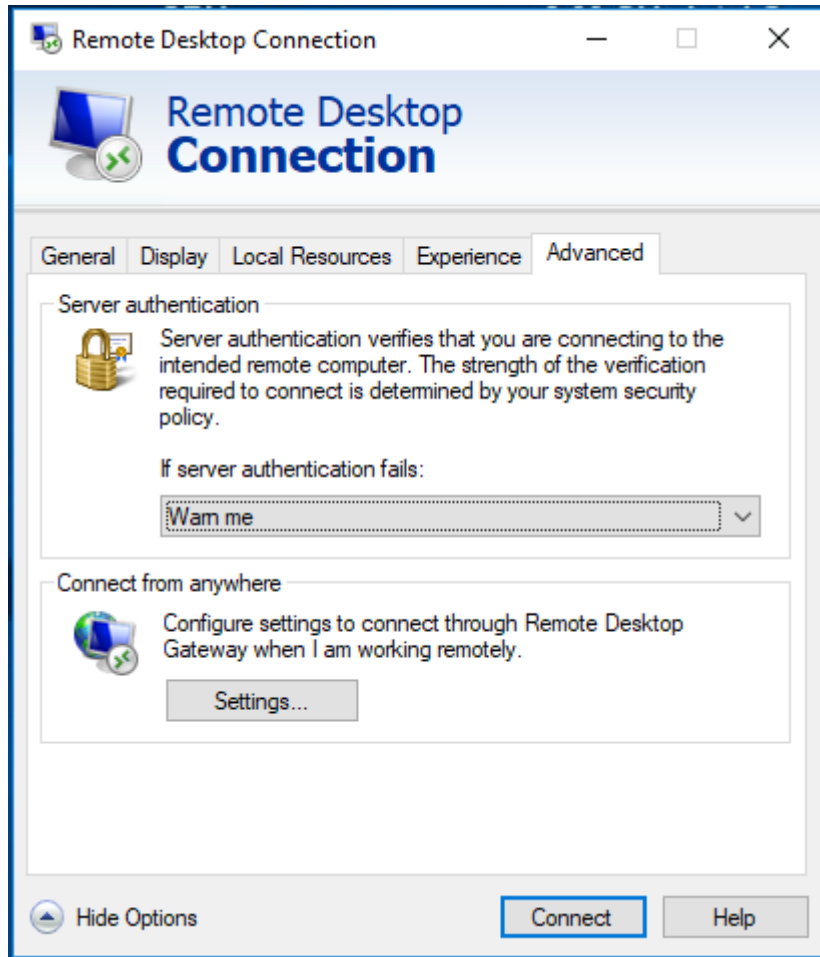 Remote Desktop Connection
Remote Desktop
Connection
General Display Local Resources Experience Advanced
Server authentication
Server authentication verifies that you are connecting to the
intended remote computer. The strength of the verification
required to connect is determined by your system security
policy.
If server authentication fails:
Warn me
Connect from anywhere
Configure settings to connect through Remote Desktop
Gateway when I am working remotely.
Settings...
Hide Options Connect Help